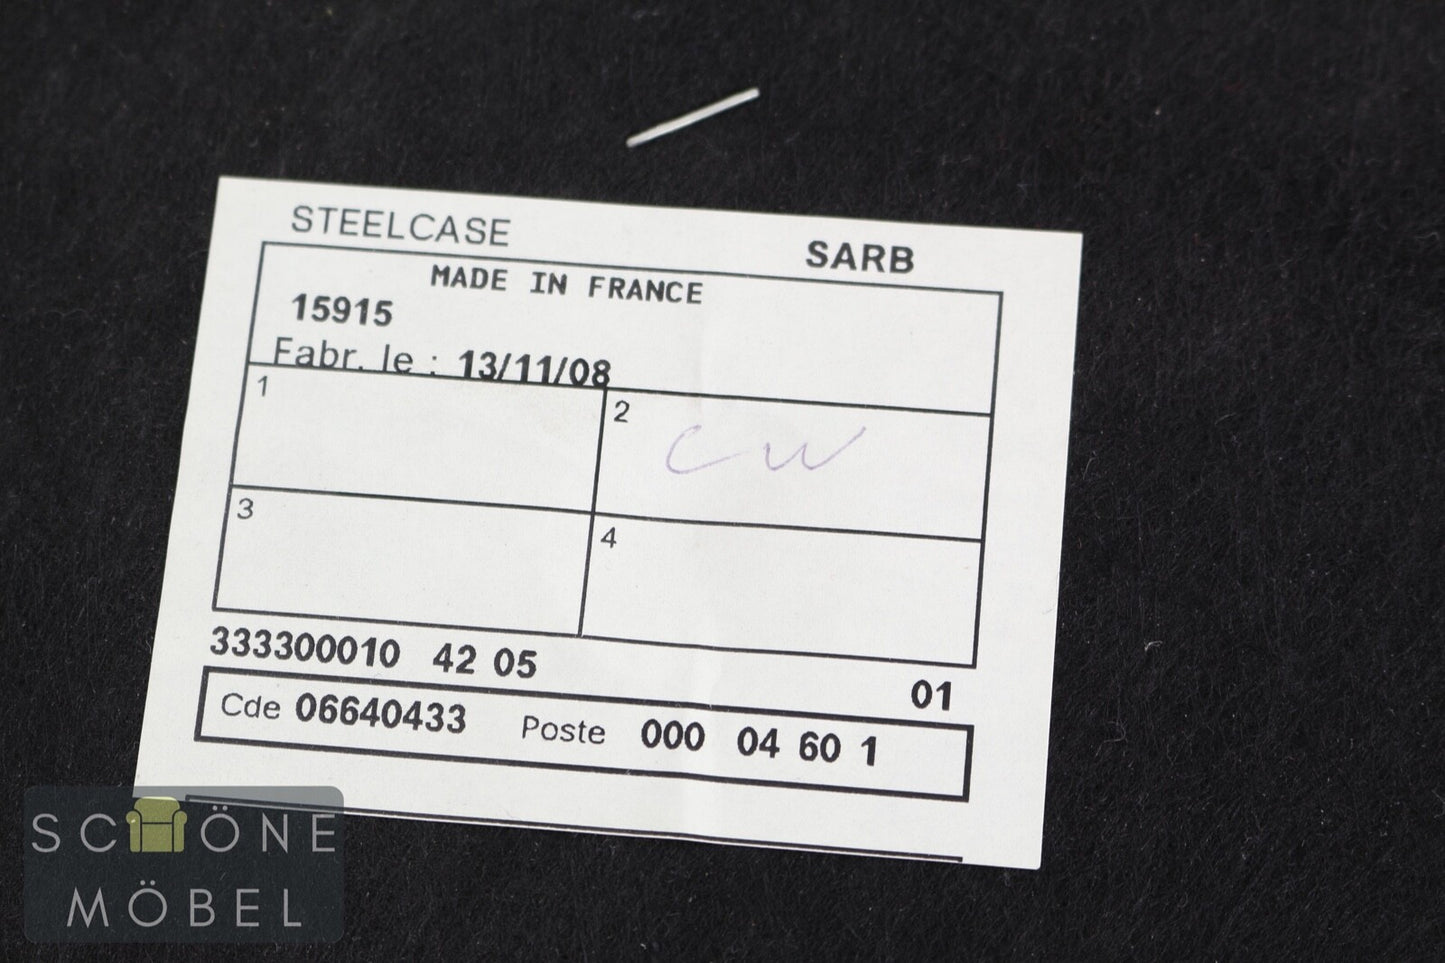 STEELCASE SARB
MADE IN FRANCE
15915
Fabr. le : 13/11/08
1
2 CW
3
4
333300010 42 05 01
Cde 06640433 Poste 000 04 60 1
SCHÖNE
MÖBEL